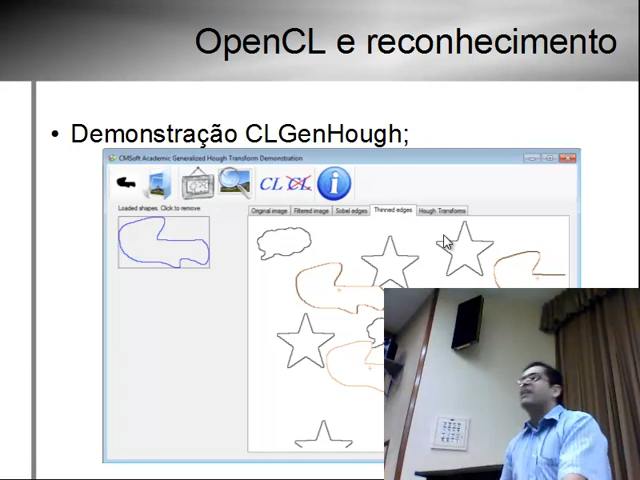 OpenCL e reconhecimento
• Demonstração CLGenHough;
CMSoft Academic Generalized Hough Transform Demonstration
CL CL
Loaded shapes. Click to remove
Original image Filtered image Sobel edges Thinned edges Hough Transforms